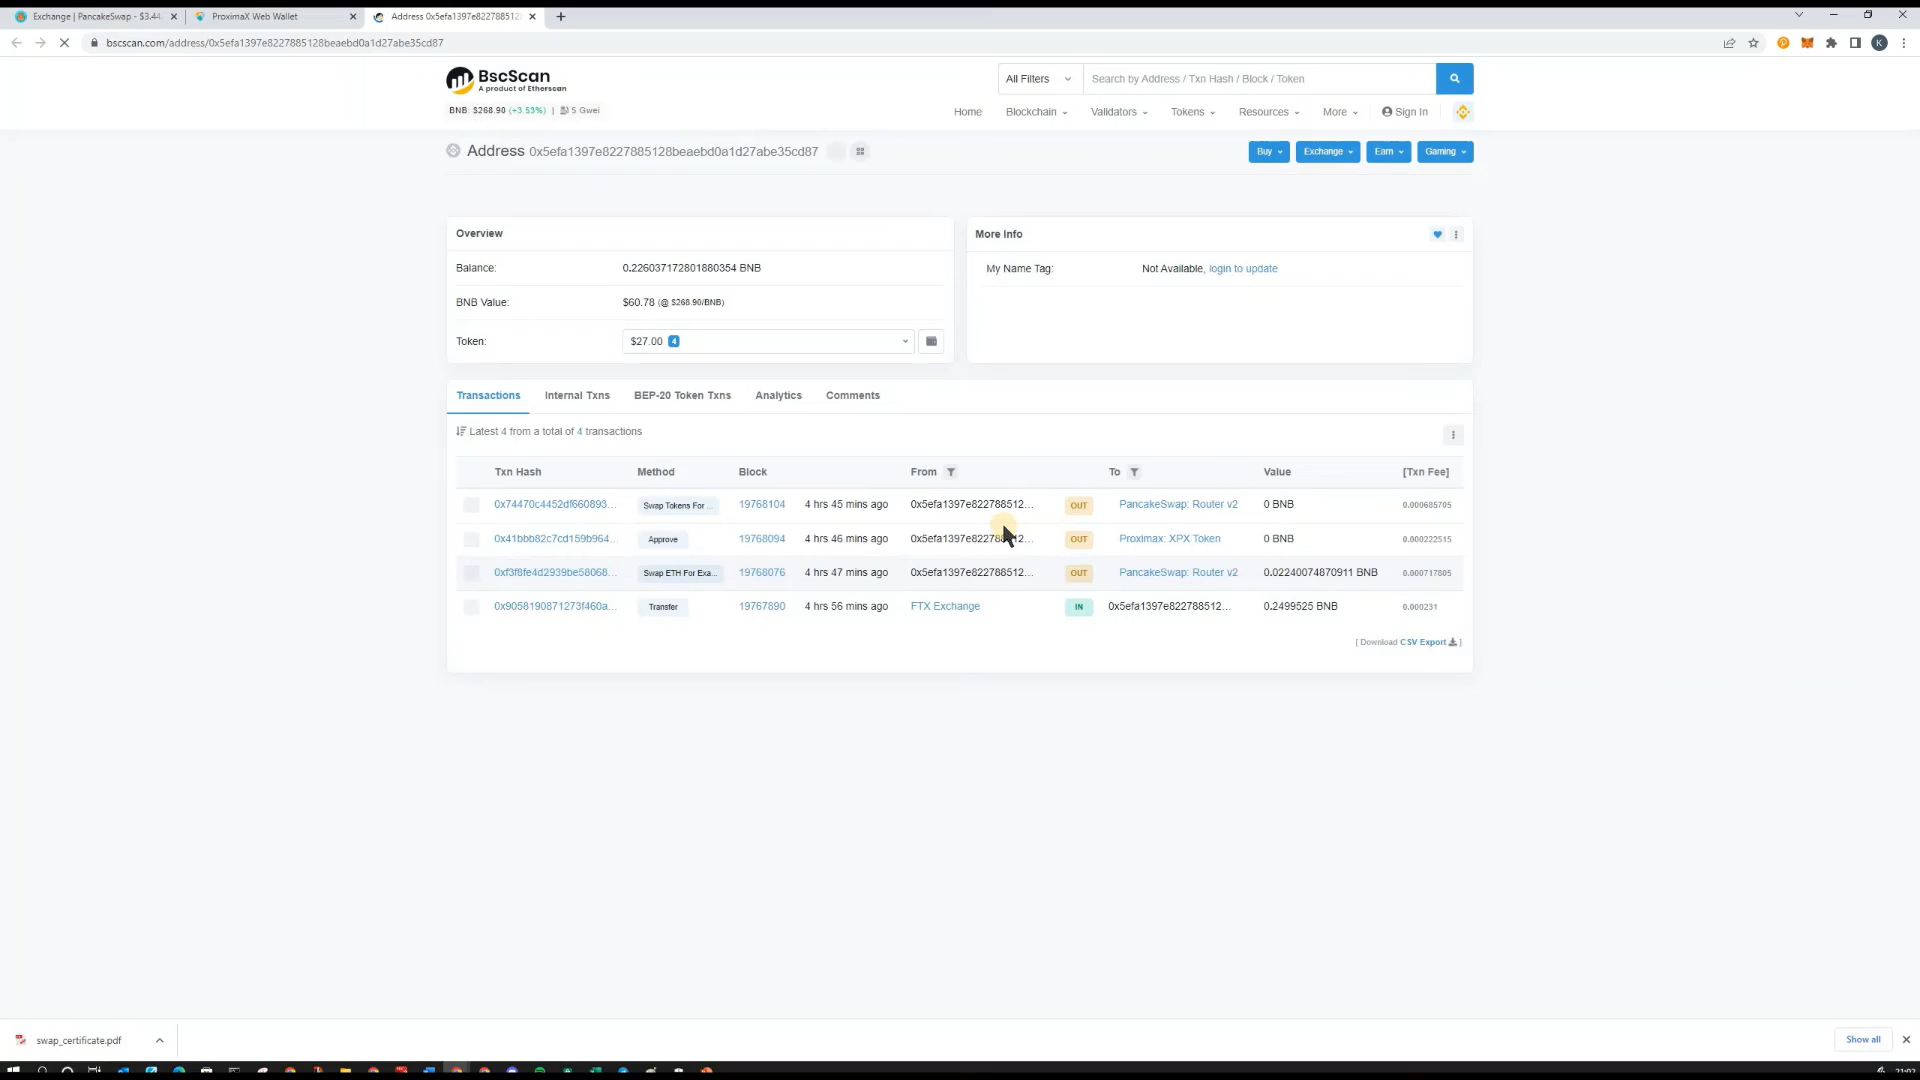 Exchange | PancakeSwap - $3.44
ProximaX Web Wallet
Address 0x5efa1397e8227885128
bscscan.com/address/0x5efa1397e8227885128beaebd0a1d27abe35cd87
K
BscScan
A product of Etherscan
All Filters
Search by Address / Txn Hash / Block / Token
BNB: $268.90 (+3.53%) | 5 Gwei
Home Blockchain Validators Tokens Resources More Sign In
Address 0x5efa1397e8227885128beaebd0a1d27abe35cd87
Buy Exchange Earn Gaming
Overview
Balance: 0.226037172801880354 BNB
BNB Value: $60.78 (@ $268.90/BNB)
Token: $27.00 4
More Info
My Name Tag: Not Available, login to update
Transactions Internal Txns BEP-20 Token Txns Analytics Comments
Latest 4 from a total of 4 transactions
Txn Hash Method Block From To Value [Txn Fee]
0x74470c4452df660893... Swap Tokens For ... 19768104 4 hrs 45 mins ago 0x5efa1397e822788512... OUT PancakeSwap: Router v2 0 BNB 0.000685705
0x41bbb82c7cd159b964... Approve 19768094 4 hrs 46 mins ago 0x5efa1397e822788512... OUT Proximax: XPX Token 0 BNB 0.000222515
0xf3f8fe4d2939be58068... Swap ETH For Exa... 19768076 4 hrs 47 mins ago 0x5efa1397e822788512... OUT PancakeSwap: Router v2 0.02240074870911 BNB 0.000717805
0x9058190871273f460a... Transfer 19767890 4 hrs 56 mins ago FTX Exchange IN 0x5efa1397e822788512... 0.2499525 BNB 0.000231
[ Download CSV Export ]
swap_certificate.pdf
Show all